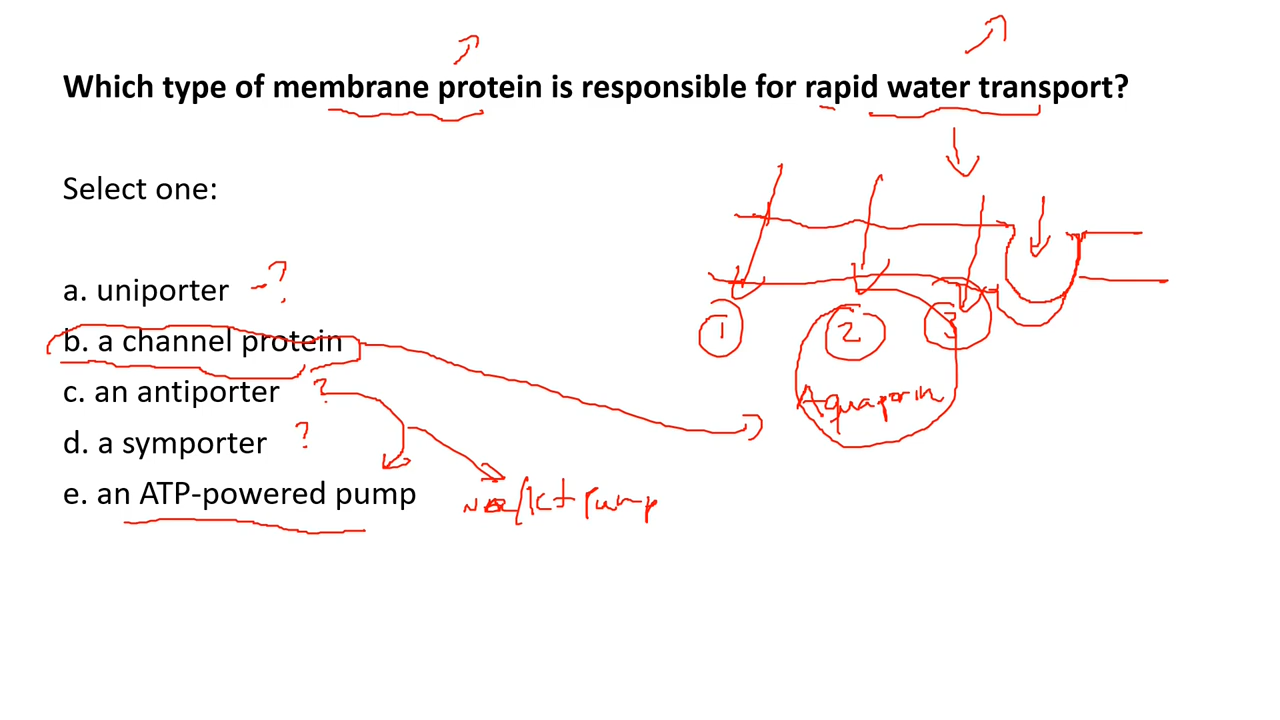 Which type of membrane protein is responsible for rapid water transport?
Select one:
a. uniporter -?
b. a channel protein
c. an antiporter ?
d. a symporter ?
e. an ATP-powered pump
1 2 3
Aquaporin
Na/K+ Pump